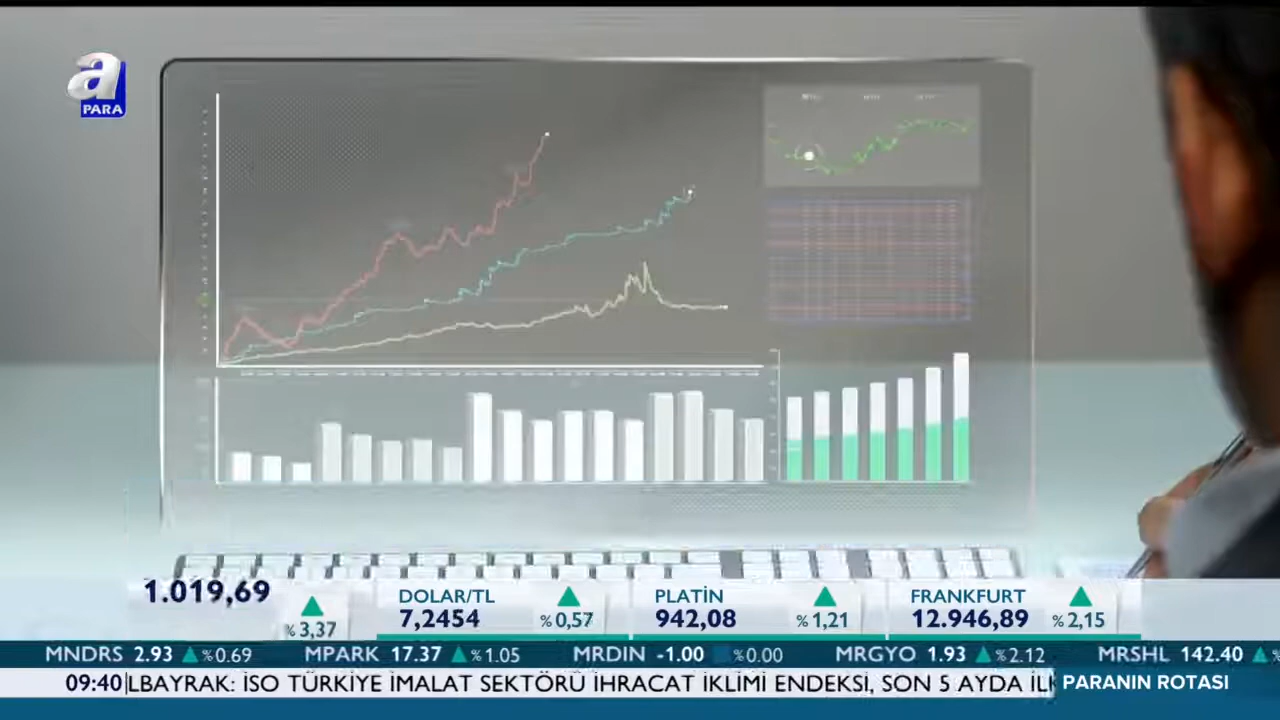 a
PARA
1.019,69
%3,37
DOLAR/TL
7,2454
%0,57
PLATİN
942,08
%1,21
FRANKFURT
12.946,89
%2,15
MNDRS 2.93 %0.69 MPARK 17.37 %1.05 MRDIN -1.00 %0.00 MRGYO 1.93 %2.12 MRSHL 142.40
09:40 LBAYRAK: İSO TÜRKİYE İMALAT SEKTÖRÜ İHRACAT İKLİMİ ENDEKSİ, SON 5 AYDA
PARANIN ROTASI